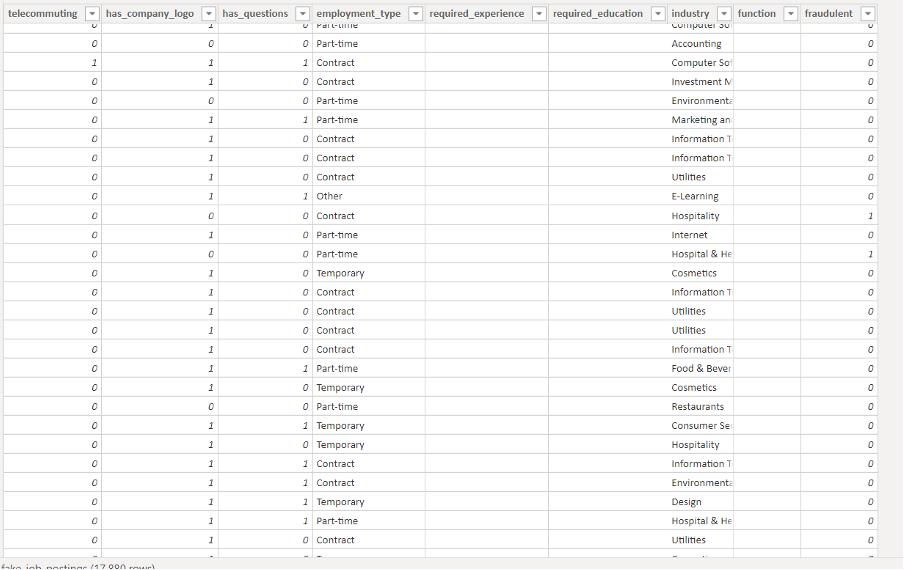 telecommuting has_company_logo has_questions employment_type required_experience required_education industry function fraudulent
0 1 0 Part-time Computer So 0
0 0 0 Part-time Accounting 0
1 1 1 Contract Computer Sof 0
0 1 0 Contract Investment M 0
0 0 0 Part-time Environmenta 0
0 1 1 Part-time Marketing an 0
0 1 0 Contract Information T 0
0 1 0 Contract Information T 0
0 1 0 Contract Utilities 0
0 1 1 Other E-Learning 0
0 0 0 Contract Hospitality 1
0 1 0 Part-time Internet 0
0 0 0 Part-time Hospital & He 1
0 1 0 Temporary Cosmetics 0
0 1 0 Contract Information T 0
0 1 0 Contract Utilities 0
0 1 0 Contract Utilities 0
0 1 0 Contract Information T 0
0 1 1 Part-time Food & Bever 0
0 1 0 Temporary Cosmetics 0
0 0 0 Part-time Restaurants 0
0 1 1 Temporary Consumer Se 0
0 1 0 Temporary Hospitality 0
0 1 1 Contract Information T 0
0 1 1 Contract Environmenta 0
0 1 1 Temporary Design 0
0 1 1 Part-time Hospital & He 0
0 1 0 Contract Utilities 0
fake_job_postings (17,880 rows)